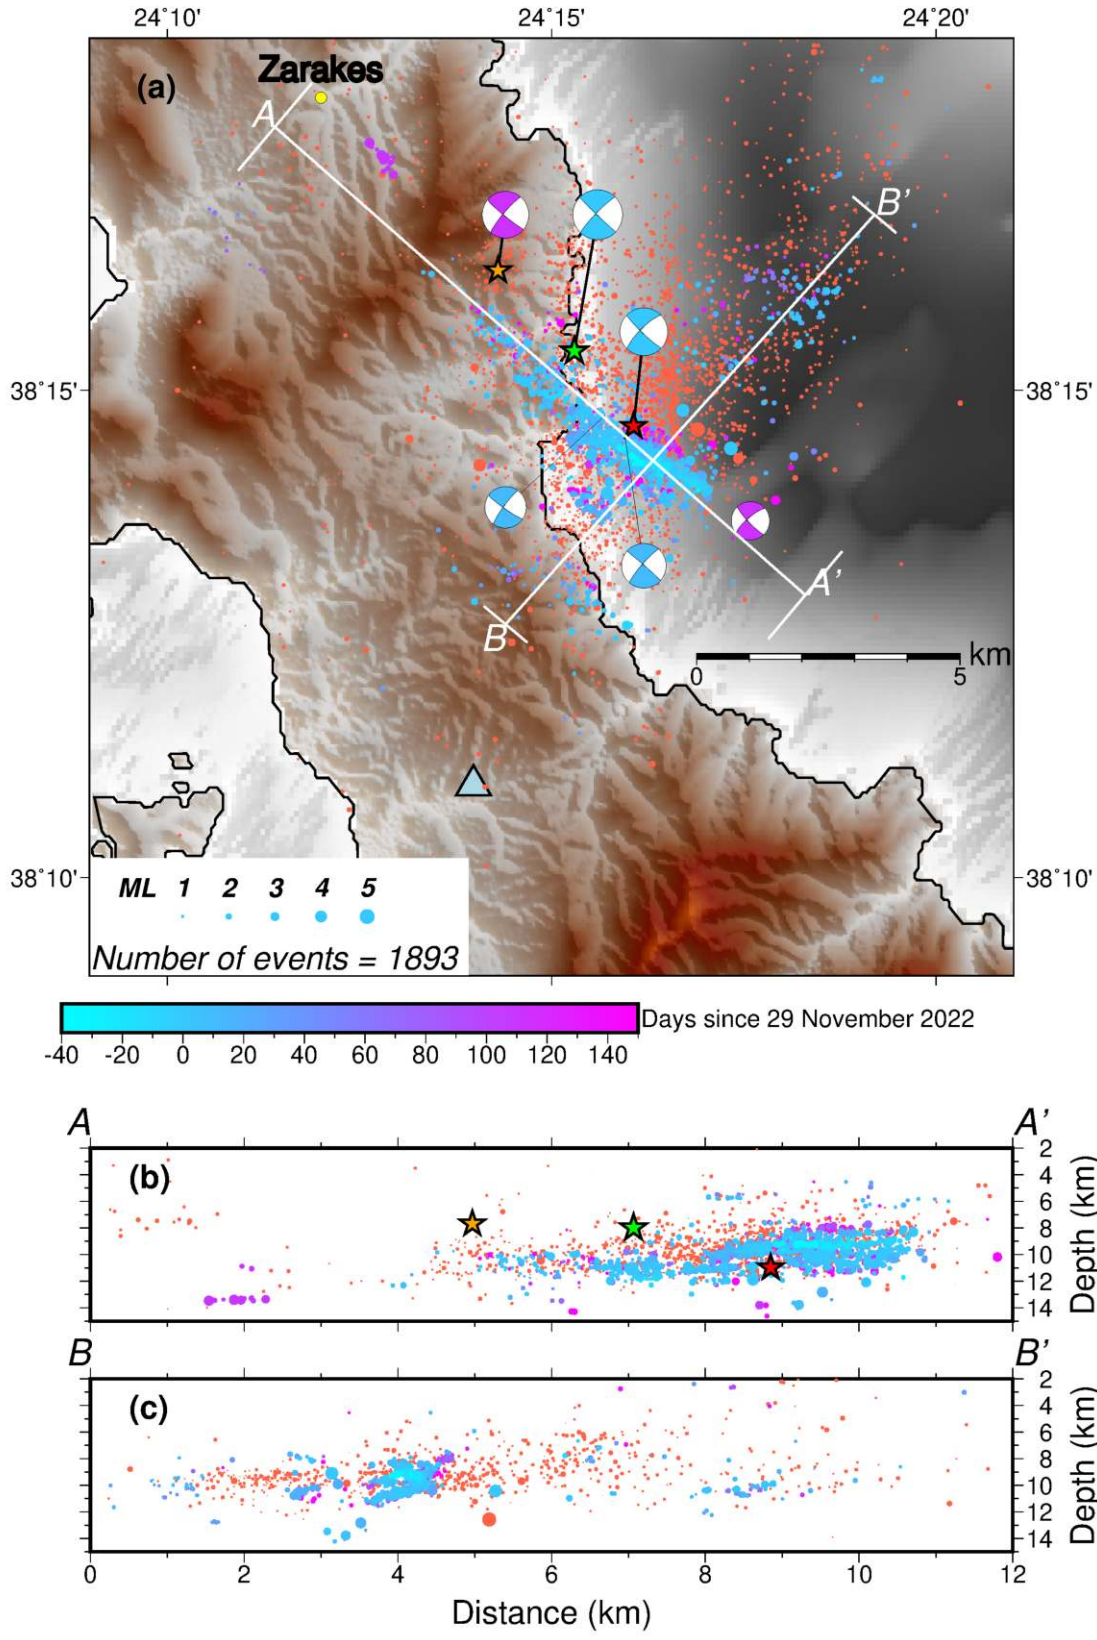 24°10' 24°15' 24°20'
(a)
Zarakes
A
B'
38°15' 38°15'
A'
B
km
0 5
38°10' 38°10'
ML 1 2 3 4 5
Number of events = 1893
Days since 29 November 2022
-40 -20 0 20 40 60 80 100 120 140
A A'
(b)
2
4
6
8
10
12
14
Depth (km)
B B'
(c)
2
4
6
8
10
12
14
Depth (km)
0 2 4 6 8 10 12
Distance (km)